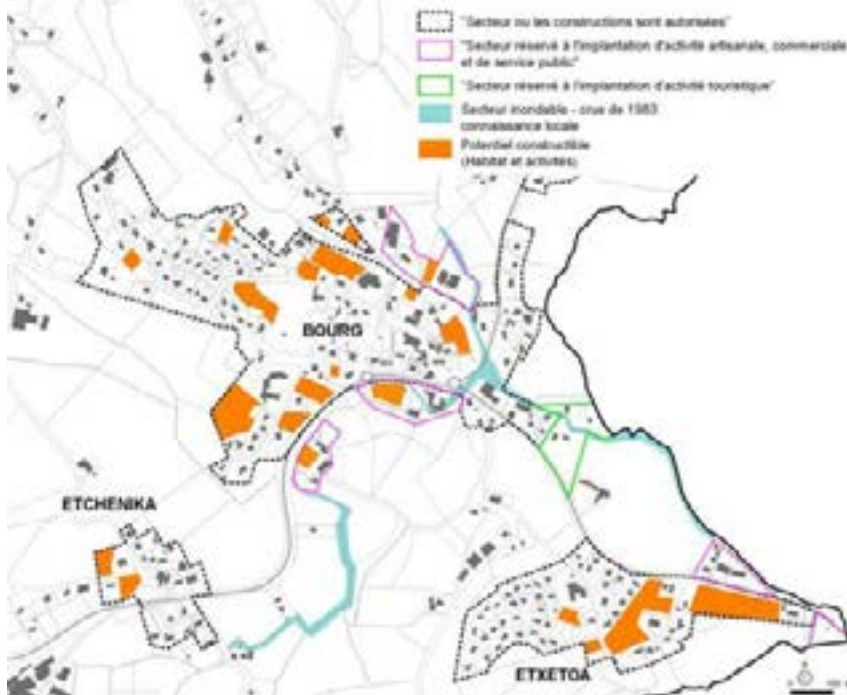 "Secteur ou les constructions sont autorisées"
"Secteur réservé à l'implantation d'activité artisanale, commerciale
et de service public"
"Secteur réservé à l'implantation d'activité touristique"
Secteur inondable - crue de 1983
connaissance locale
Potentiel constructible
(Habitat et activités)
BOURG
ETCHENIKA
ETXETOA